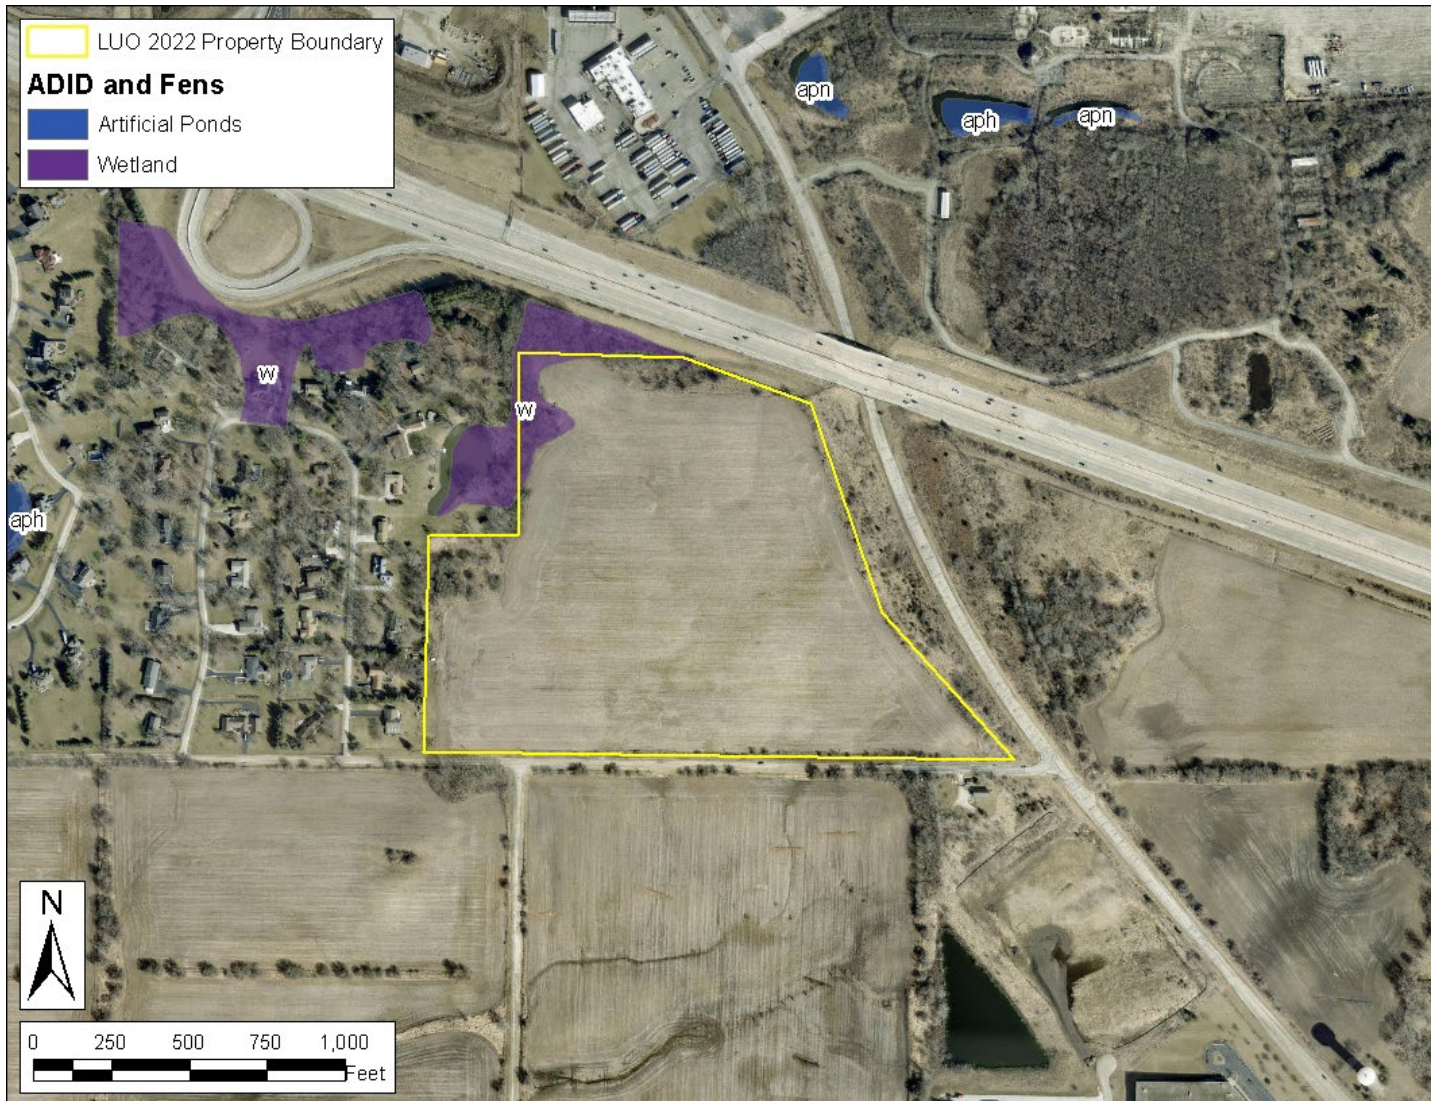 LUO 2022 Property Boundary
ADID and Fens
Artificial Ponds
Wetland
apn
aph
apn
w
w
aph
N
0 250 500 750 1,000
Feet